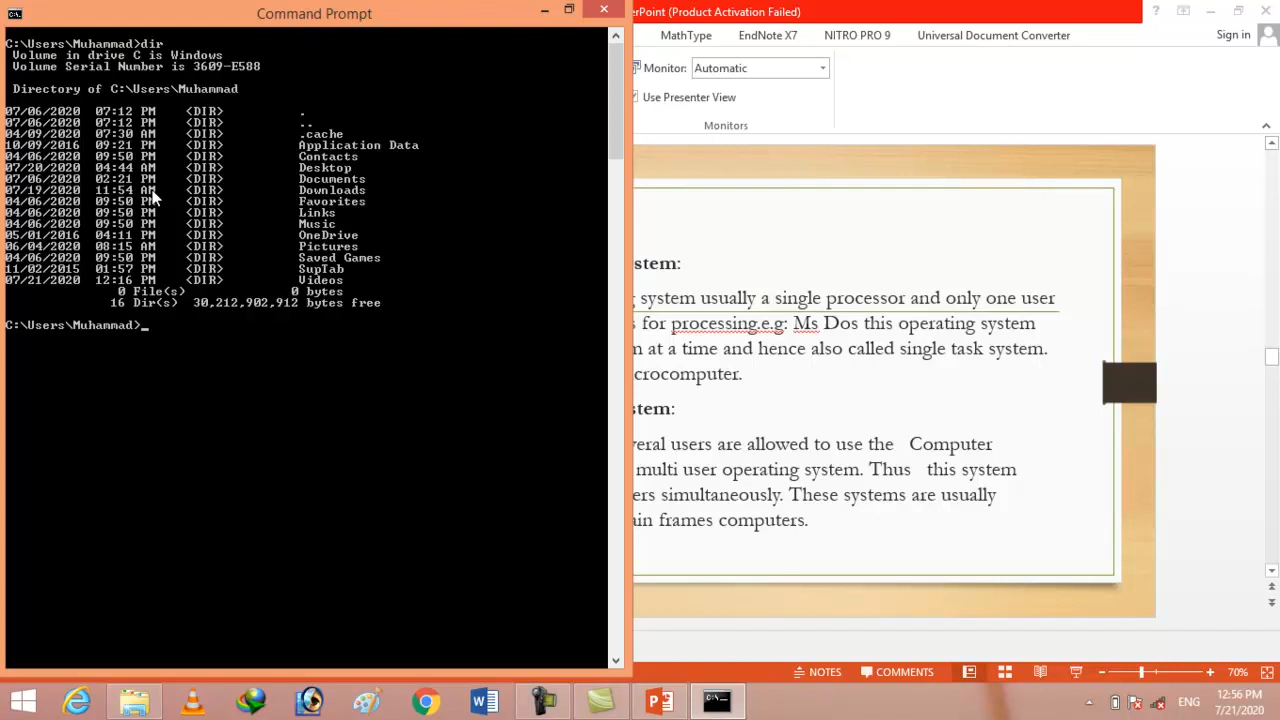 Command Prompt
C:\Users\Muhammad>dir
Volume in drive C is Windows
Volume Serial Number is 3609-E588
Directory of C:\Users\Muhammad
07/06/2020 07:12 PM <DIR> .
07/06/2020 07:12 PM <DIR> ..
04/09/2020 07:30 AM <DIR> .cache
10/09/2016 09:21 PM <DIR> Application Data
04/06/2020 09:50 PM <DIR> Contacts
07/20/2020 04:44 AM <DIR> Desktop
07/06/2020 02:21 PM <DIR> Documents
07/19/2020 11:54 AM <DIR> Downloads
04/06/2020 09:50 PM <DIR> Favorites
04/06/2020 09:50 PM <DIR> Links
04/06/2020 09:50 PM <DIR> Music
05/01/2016 04:11 PM <DIR> OneDrive
06/04/2020 08:15 AM <DIR> Pictures
04/06/2020 09:50 PM <DIR> Saved Games
11/02/2015 01:57 PM <DIR> SupTab
07/21/2020 12:16 PM <DIR> Videos
0 File(s) 0 bytes
16 Dir(s) 30,212,902,912 bytes free
C:\Users\Muhammad>_
rPoint (Product Activation Failed)
MathType EndNote X7 NITRO PRO 9 Universal Document Converter Sign in
Monitor: Automatic
Use Presenter View
Monitors
stem:
g system usually a single processor and only one user
s for processing.e.g: Ms Dos this operating system
m at a time and hence also called single task system.
crocomputer.
stem:
veral users are allowed to use the Computer
multi user operating system. Thus this system
ers simultaneously. These systems are usually
ain frames computers.
NOTES COMMENTS 70%
ENG 12:56 PM
7/21/2020